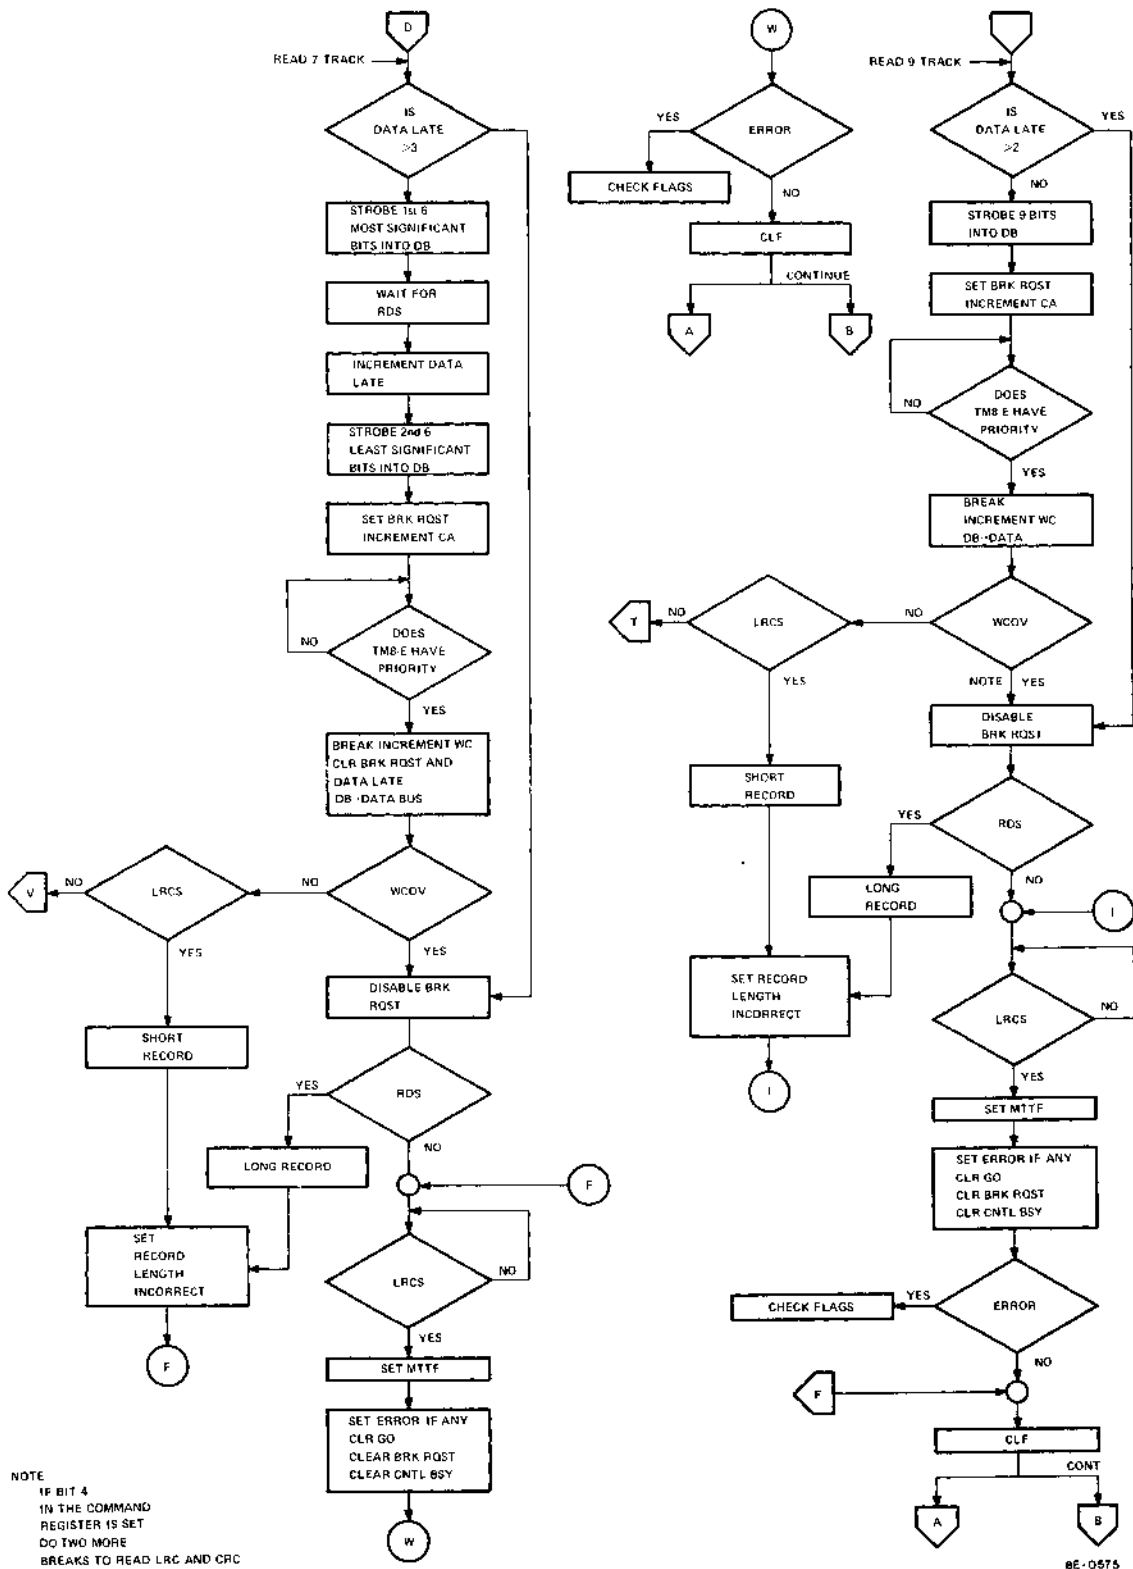 D
READ 7 TRACK
IS
DATA LATE
>3
STROBE 1st 6
MOST SIGNIFICANT
BITS INTO DB
WAIT FOR
RDS
INCREMENT DATA
LATE
STROBE 2nd 6
LEAST SIGNIFICANT
BITS INTO DB
SET BRK RQST
INCREMENT CA
DOES
TM8-E HAVE
PRIORITY
NO
YES
BREAK INCREMENT WC
CLR BRK RQST AND
DATA LATE
DB→DATA BUS
WCOV
NO
LRCS
NO
V
YES
YES
SHORT
RECORD
DISABLE BRK
RQST
RDS
YES
NO
LONG RECORD
F
SET
RECORD
LENGTH
INCORRECT
F
LRCS
NO
YES
SET MTTF
SET ERROR IF ANY
CLR GO
CLEAR BRK RQST
CLEAR CNTL BSY
W
NOTE
IF BIT 4
IN THE COMMAND
REGISTER IS SET
DO TWO MORE
BREAKS TO READ LRC AND CRC
W
ERROR
YES
CHECK FLAGS
NO
CLF
CONTINUE
A
B
READ 9 TRACK
IS
DATA LATE
>2
YES
NO
STROBE 9 BITS
INTO DB
SET BRK RQST
INCREMENT CA
DOES
TM8-E HAVE
PRIORITY
NO
YES
BREAK
INCREMENT WC
DB→DATA
WCOV
NO
LRCS
NO
T
YES
NOTE YES
SHORT
RECORD
DISABLE
BRK RQST
RDS
YES
NO
LONG
RECORD
I
SET RECORD
LENGTH
INCORRECT
I
LRCS
NO
YES
SET MTTF
SET ERROR IF ANY
CLR GO
CLR BRK RQST
CLR CNTL BSY
ERROR
YES
CHECK FLAGS
NO
F
CLF
CONT
A
B
8E-0575